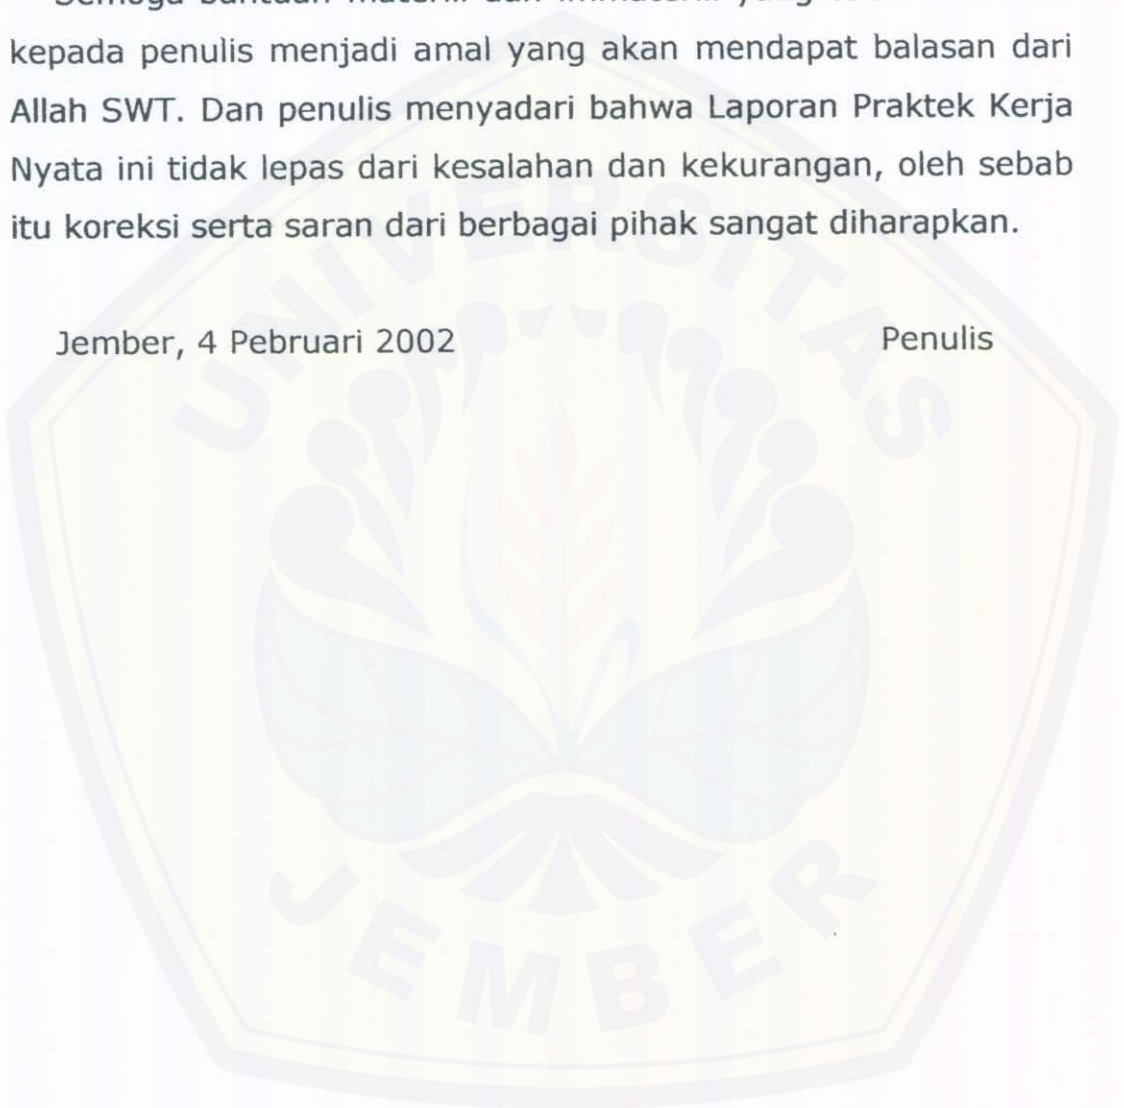 kepada penulis menjadi amal yang akan mendapat balasan dari
Allah SWT. Dan penulis menyadari bahwa Laporan Praktek Kerja
Nyata ini tidak lepas dari kesalahan dan kekurangan, oleh sebab
itu koreksi serta saran dari berbagai pihak sangat diharapkan.
Jember, 4 Pebruari 2002 Penulis
UNIVERSITAS
JEMBER